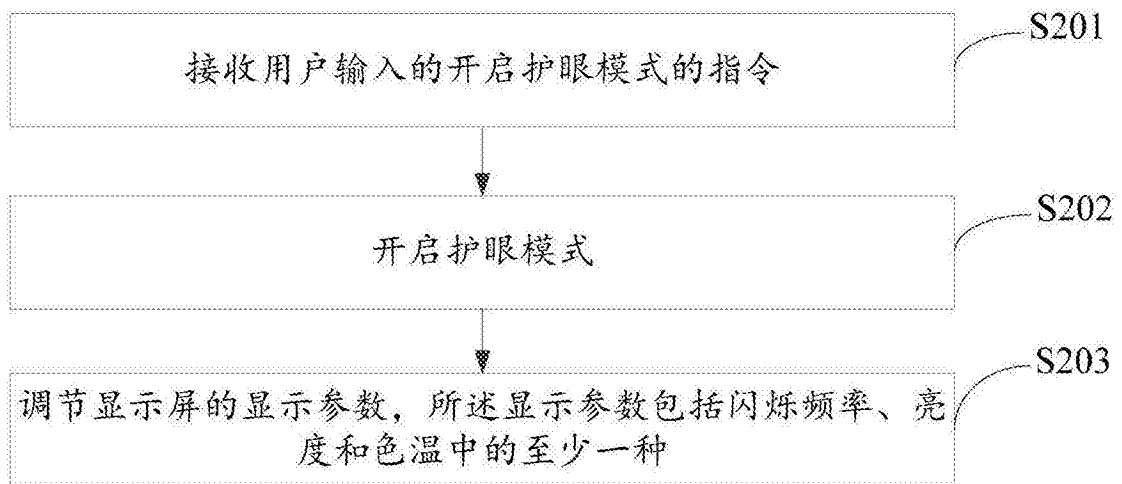 S201
接收用户输入的开启护眼模式的指令
S202
开启护眼模式
S203
调节显示屏的显示参数，所述显示参数包括闪烁频率、亮
度和色温中的至少一种